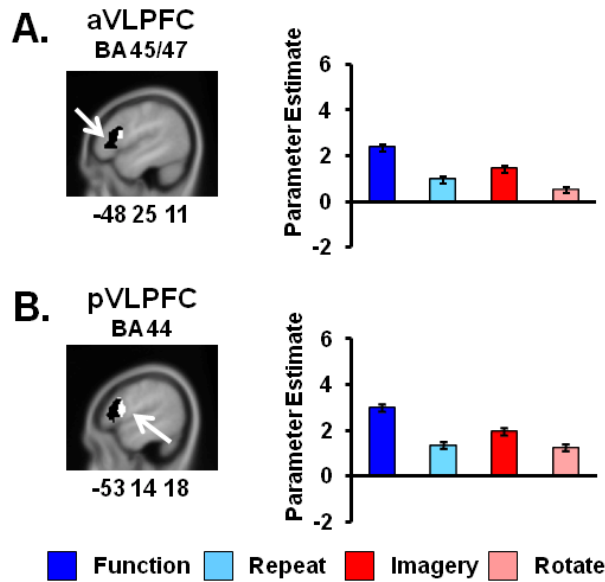 A.
aVLPFC
BA 45/47
-48 25 11
Parameter Estimate
6
4
2
0
-2
B.
pVLPFC
BA 44
-53 14 18
Parameter Estimate
6
4
2
0
-2
Function Repeat Imagery Rotate